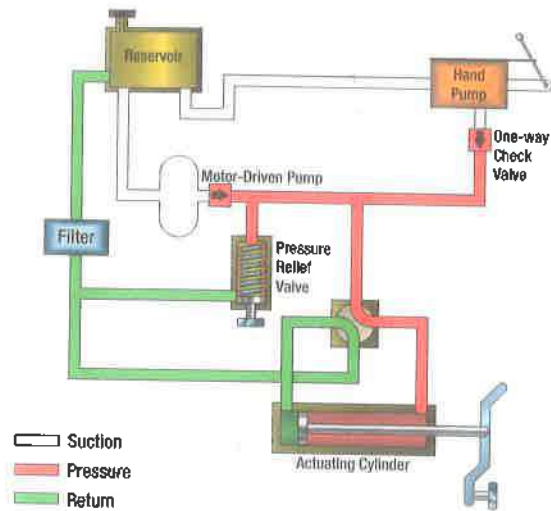 Reservoir
Hand
Pump
One-way
Check
Valve
Motor-Driven Pump
Filter
Pressure
Relief
Valve
Suction
Pressure
Return
Actuating Cylinder